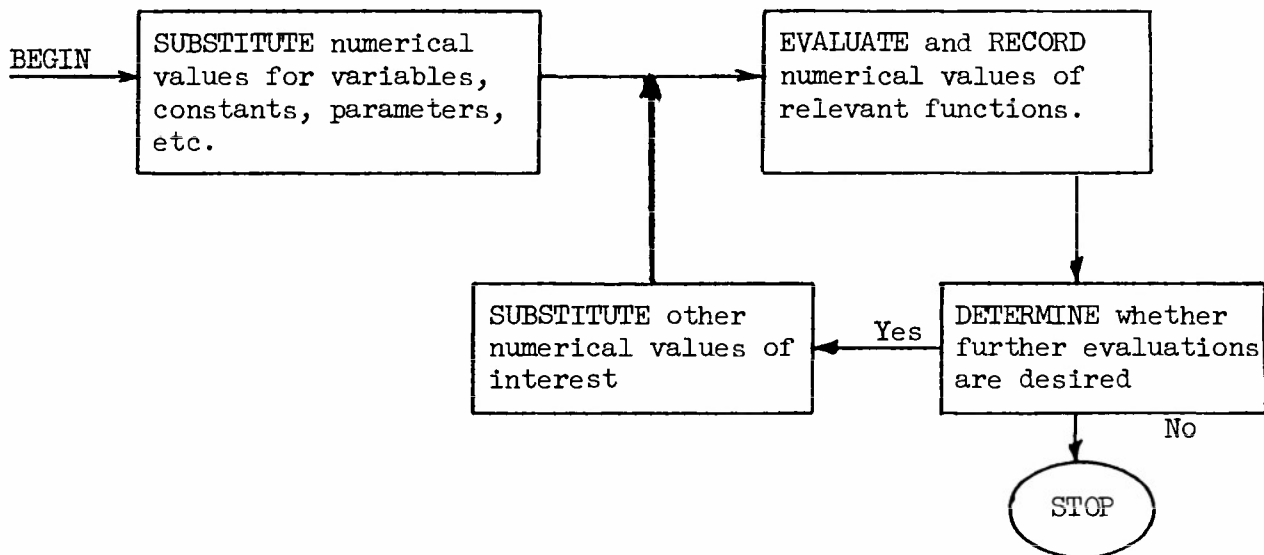 BEGIN
SUBSTITUTE numerical
values for variables,
constants, parameters,
etc.
EVALUATE and RECORD
numerical values of
relevant functions.
DETERMINE whether
further evaluations
are desired
Yes
SUBSTITUTE other
numerical values of
interest
No
STOP